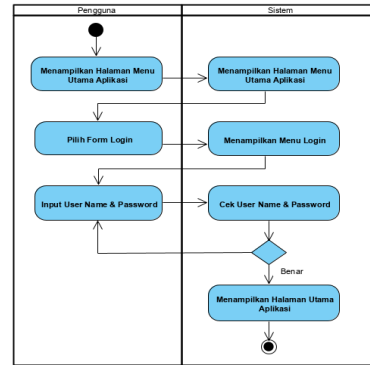 Pengguna
Sistem
Menampilkan Halaman Menu
Utama Aplikasi
Menampilkan Halaman Menu
Utama Aplikasi
Pilih Form Login
Menampilkan Menu Login
Input User Name & Password
Cek User Name & Password
Benar
Menampilkan Halaman Utama
Aplikasi